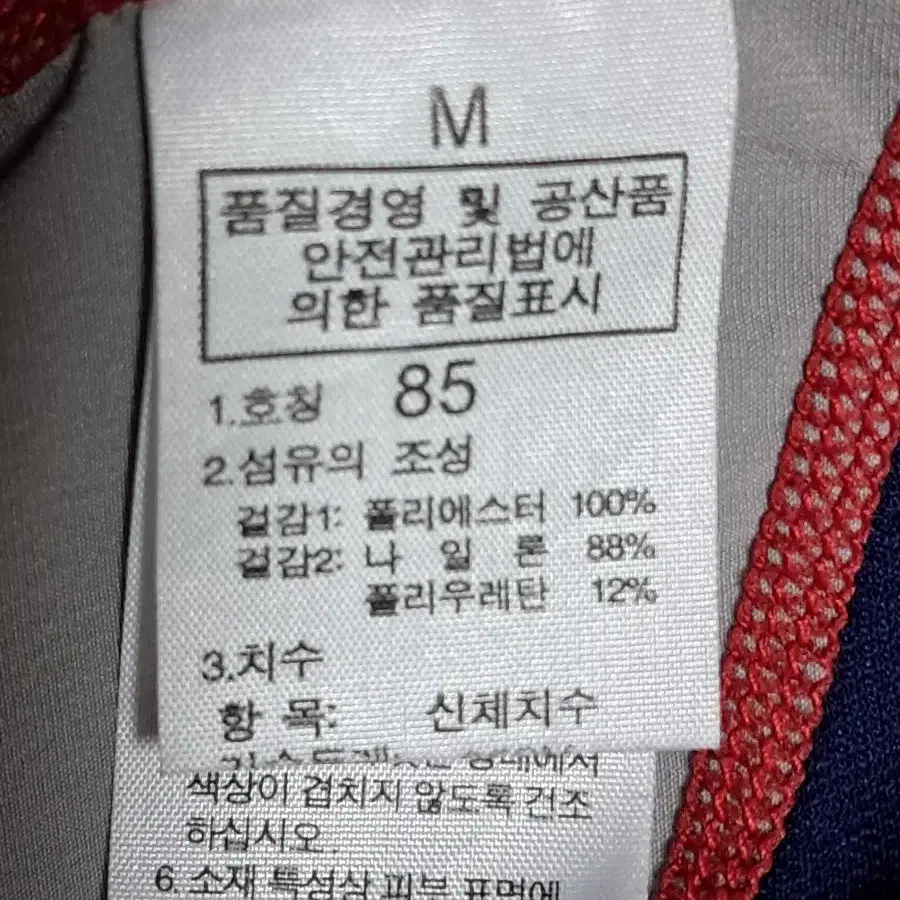 M
품질경영 및 공산품
안전관리법에
의한 품질표시
1.호칭 85
2.섬유의 조성
겉감1: 폴리에스터 100%
겉감2: 나 일 론 88%
폴리우레탄 12%
3.치수
항 목: 신체치수
색상이 겹치지 않도록 건조
하십시오.
6.소재 특성상 피부 표면에